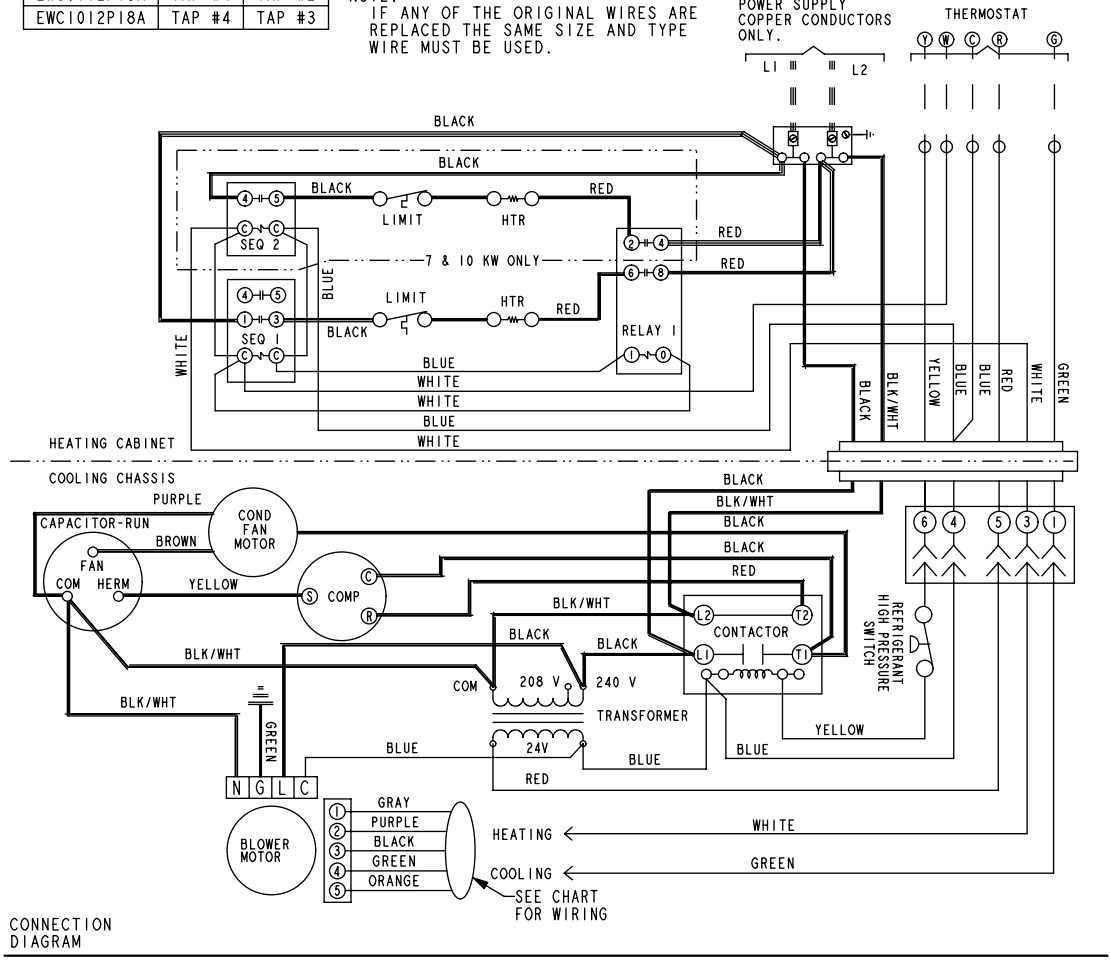 EWC1012P18A TAP #4 TAP #3
IF ANY OF THE ORIGINAL WIRES ARE
REPLACED THE SAME SIZE AND TYPE
WIRE MUST BE USED.
POWER SUPPLY
COPPER CONDUCTORS
ONLY.
L1 L2
THERMOSTAT
Y W C R G
BLACK
BLACK
4 5 BLACK LIMIT HTR RED
C C
SEQ 2
2 4 RED
7 & 10 KW ONLY
6 8 RED
BLUE
4 5
LIMIT HTR RED
1 3 BLACK
SEQ 1
C C
WHITE
RELAY 1
1 0
BLUE
WHITE
WHITE
BLUE
WHITE
BLACK
BLK/WHT
YELLOW
BLUE
BLUE
RED
WHITE
GREEN
HEATING CABINET
COOLING CHASSIS
PURPLE
CAPACITOR-RUN
COND
FAN
MOTOR
BROWN
FAN
COM HERM
YELLOW
S COMP
C
R
BLACK
BLK/WHT
BLACK
BLACK
RED
6 4 5 3 1
BLK/WHT
L2 T2
CONTACTOR
L1 T1
BLACK
BLACK
BLK/WHT
BLK/WHT
COM 208 V 240 V
TRANSFORMER
24V
REFRIGERANT
HIGH PRESSURE
SWITCH
YELLOW
BLUE
BLUE
BLUE
RED
GREEN
N G L C
BLOWER
MOTOR
1 GRAY
2 PURPLE
3 BLACK
4 GREEN
5 ORANGE
HEATING WHITE
COOLING GREEN
SEE CHART
FOR WIRING
CONNECTION
DIAGRAM